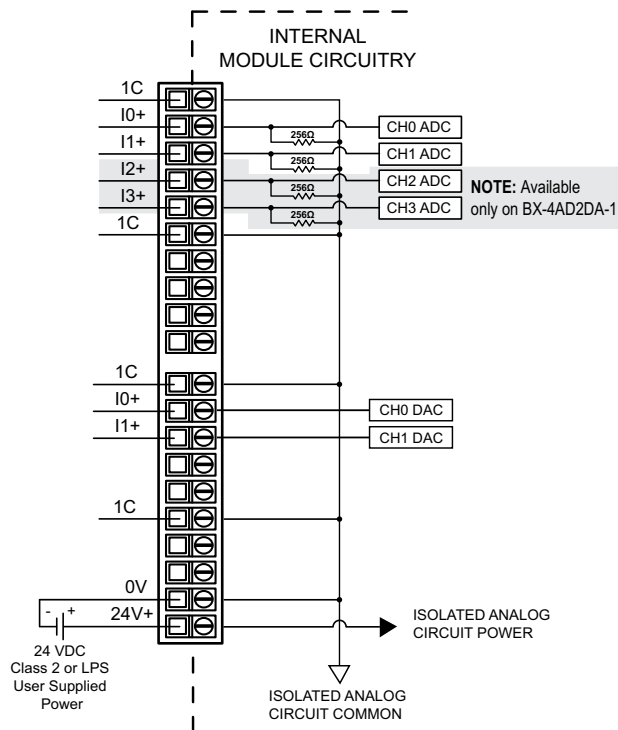 INTERNAL
MODULE CIRCUITRY
1C
I0+
256Ω
CH0 ADC
I1+
256Ω
CH1 ADC
I2+
256Ω
CH2 ADC
I3+
256Ω
CH3 ADC
NOTE: Available
only on BX-4AD2DA-1
1C
1C
I0+
CH0 DAC
I1+
CH1 DAC
1C
0V
24V+
- +
24 VDC
Class 2 or LPS
User Supplied
Power
ISOLATED ANALOG
CIRCUIT POWER
ISOLATED ANALOG
CIRCUIT COMMON